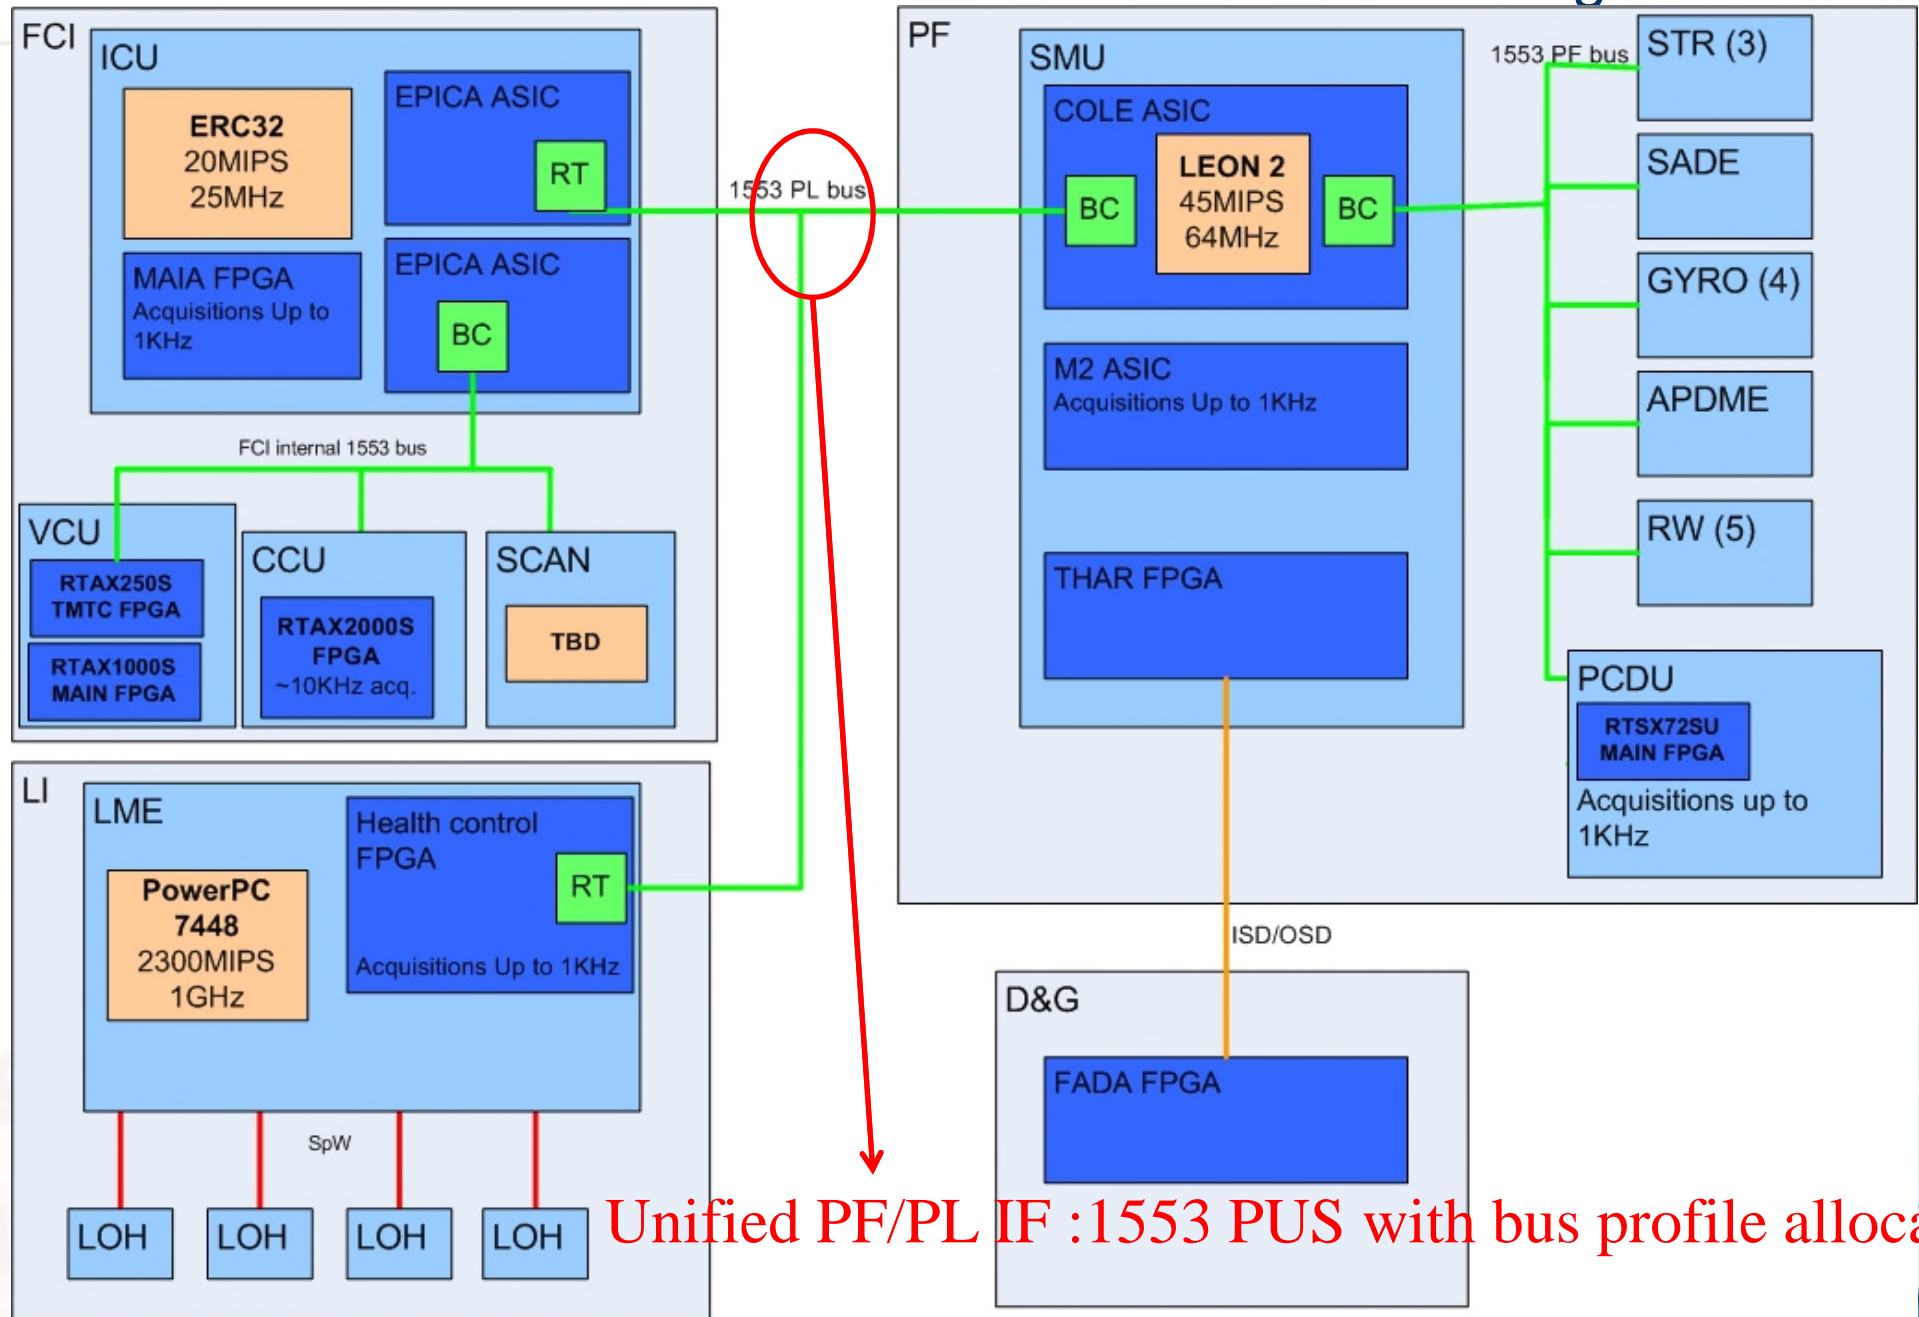 FCI
ICU
ERC32
20MIPS
25MHz
EPICA ASIC
RT
MAIA FPGA
Acquisitions Up to
1KHz
EPICA ASIC
BC
FCI internal 1553 bus
VCU
RTAX250S
TMTC FPGA
RTAX1000S
MAIN FPGA
CCU
RTAX2000S
FPGA
~10KHz acq.
SCAN
TBD
1553 PL bus
PF
SMU
COLE ASIC
BC
LEON 2
45MIPS
64MHz
BC
M2 ASIC
Acquisitions Up to 1KHz
THAR FPGA
1553 PF bus
STR (3)
SADE
GYRO (4)
APDME
RW (5)
PCDU
RTSX72SU
MAIN FPGA
Acquisitions up to
1KHz
LI
LME
PowerPC
7448
2300MIPS
1GHz
Health control
FPGA
RT
Acquisitions Up to 1KHz
SpW
LOH
LOH
LOH
LOH
ISD/OSD
D&G
FADA FPGA
Unified PF/PL IF :1553 PUS with bus profile alloca